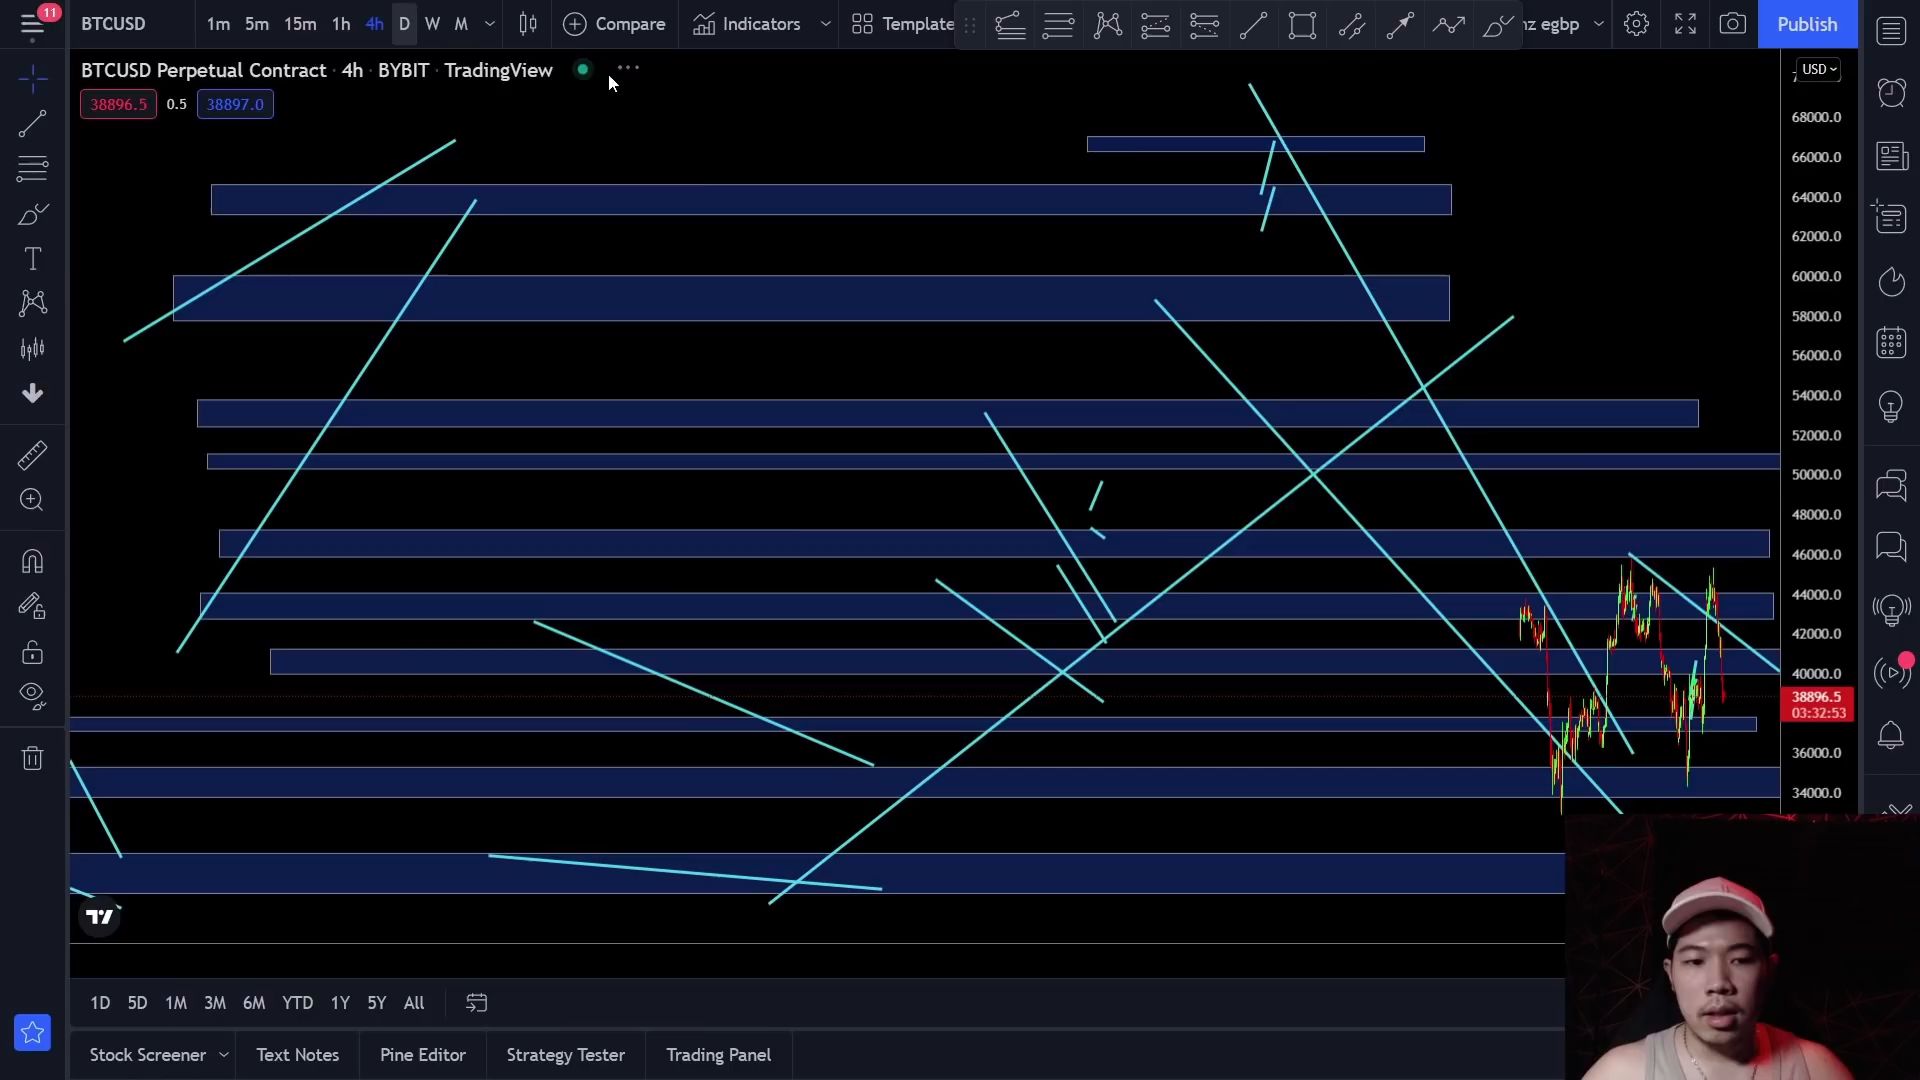 11
BTCUSD
1m 5m 15m 1h 4h D W M
Compare
Indicators
Template
ız egbp
Publish
BTCUSD Perpetual Contract · 4h · BYBIT · TradingView
38896.5 0.5 38897.0
USD
68000.0
66000.0
64000.0
62000.0
60000.0
58000.0
56000.0
54000.0
52000.0
50000.0
48000.0
46000.0
44000.0
42000.0
40000.0
38896.5
03:32:53
36000.0
34000.0
1D 5D 1M 3M 6M YTD 1Y 5Y All
Stock Screener Text Notes Pine Editor Strategy Tester Trading Panel